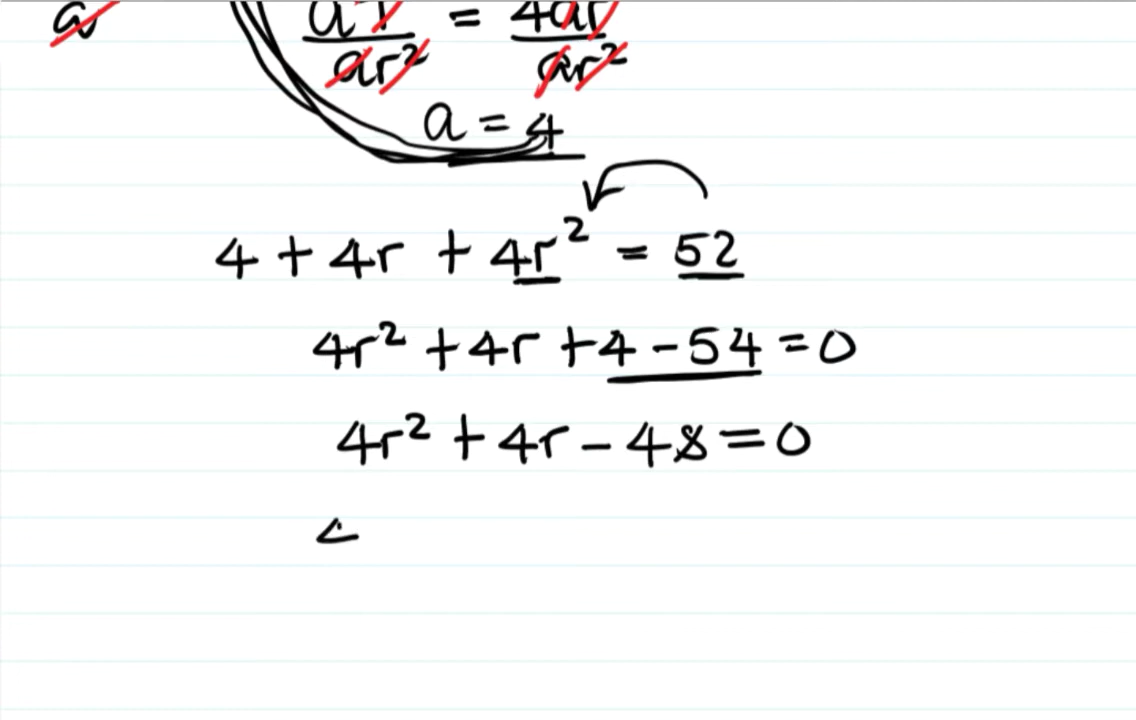 a = 4
4 + 4r + 4r² = 52
4r² + 4r + 4 - 54 = 0
4r² + 4r - 48 = 0